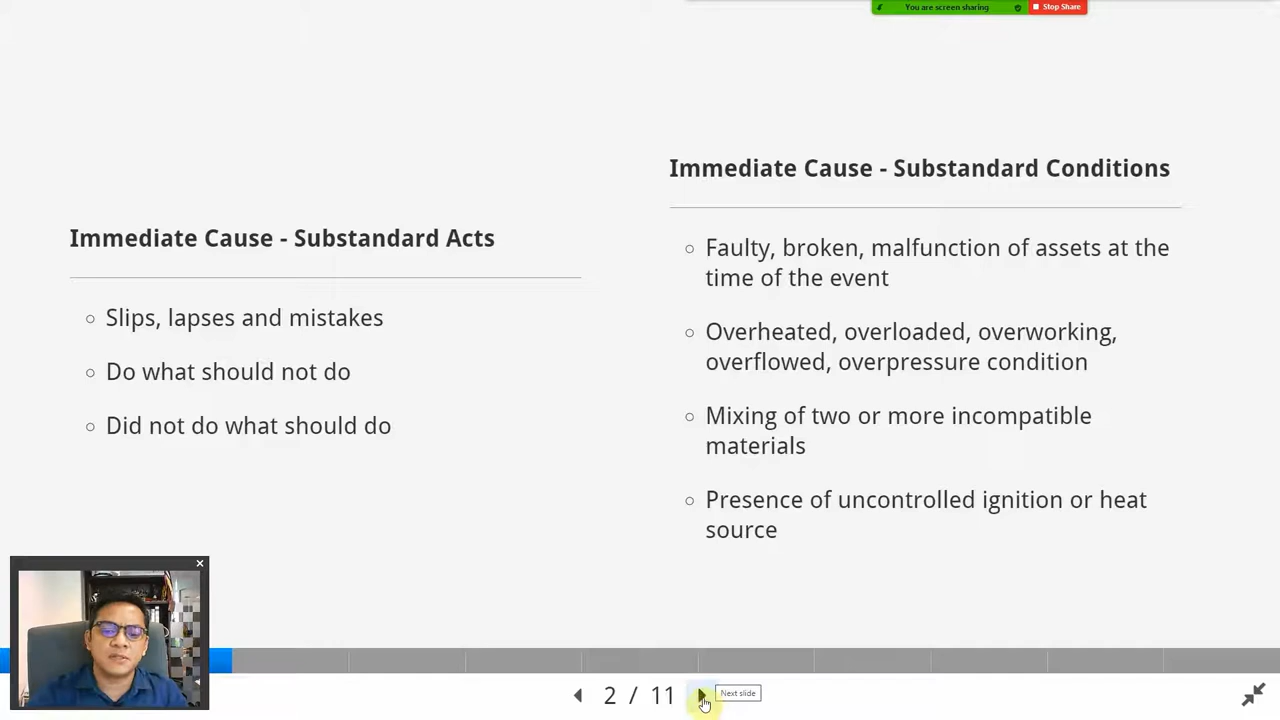 You are screen sharing
Stop Share
Immediate Cause - Substandard Acts
Slips, lapses and mistakes
Do what should not do
Did not do what should do
Immediate Cause - Substandard Conditions
Faulty, broken, malfunction of assets at the
time of the event
Overheated, overloaded, overworking,
overflowed, overpressure condition
Mixing of two or more incompatible
materials
Presence of uncontrolled ignition or heat
source
2 / 11
Next slide